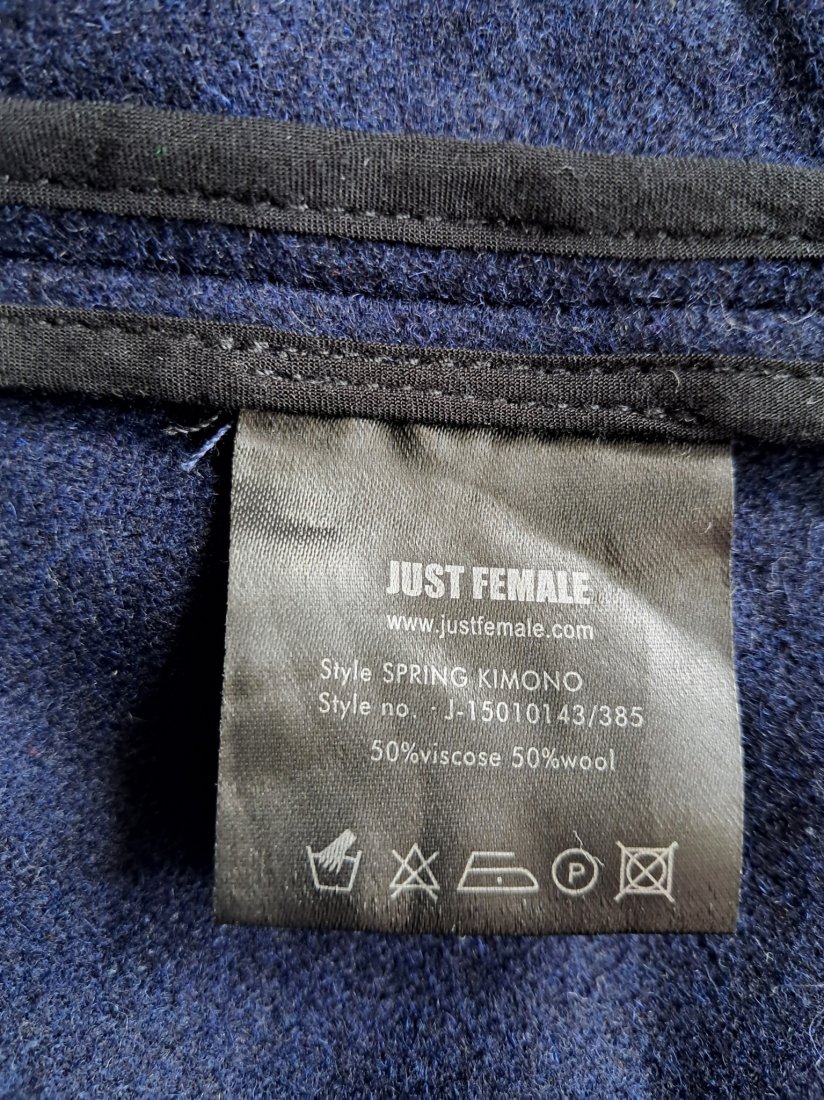 JUST FEMALE
www.justfemale.com
Style SPRING KIMONO
Style no. · J-15010143/385
50%viscose 50%wool
P